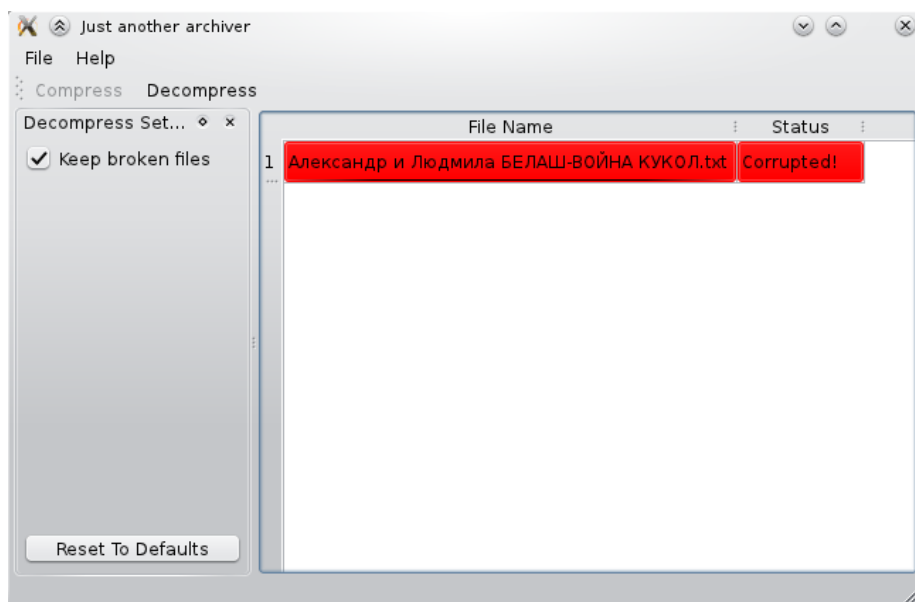 Just another archiver
File Help
Compress Decompress
Decompress Set...
Keep broken files
File Name Status
1 Александр и Людмила БЕЛАШ-ВОЙНА КУКОЛ.txt Corrupted!
...
Reset To Defaults